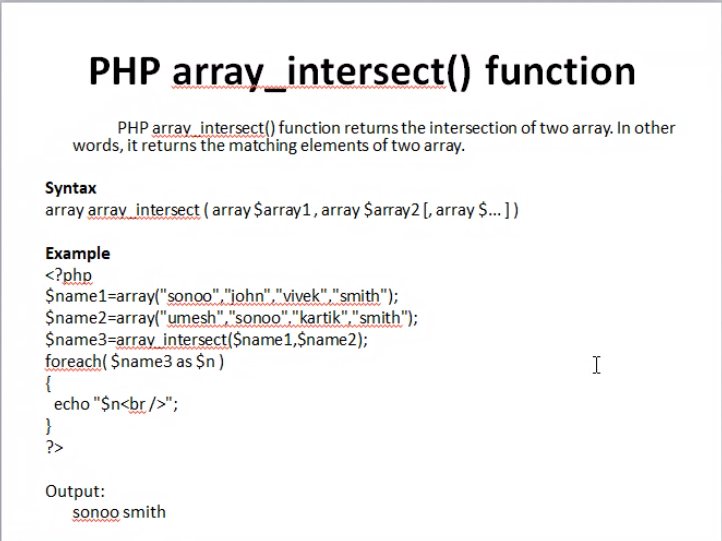 PHP array_intersect() function
PHP array_intersect() function returns the intersection of two array. In other
words, it returns the matching elements of two array.
Syntax
array array_intersect ( array $array1 , array $array2 [, array $... ] )
Example
<?php
$name1=array("sonoo","john","vivek","smith");
$name2=array("umesh","sonoo","kartik","smith");
$name3=array_intersect($name1,$name2);
foreach( $name3 as $n )
{
echo "$n<br />";
}
?>
Output:
sonoo smith